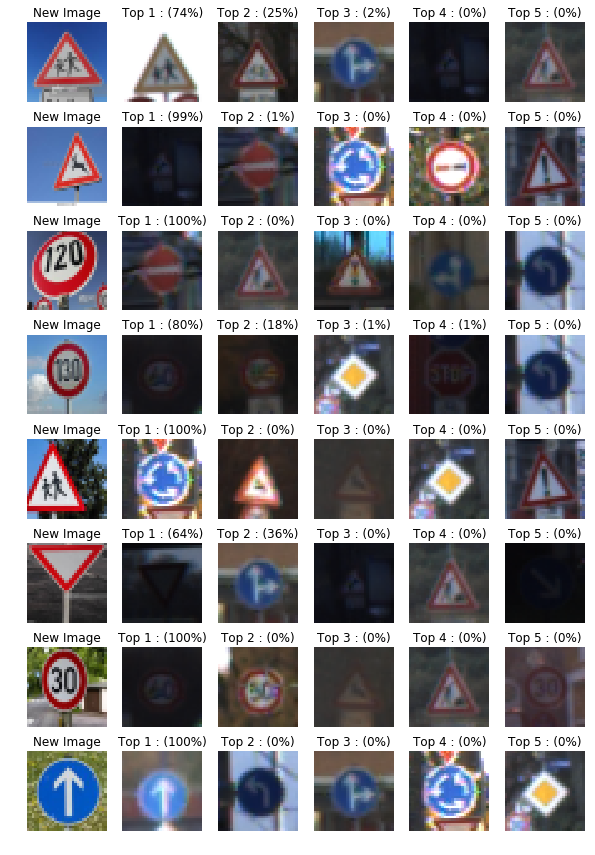 New Image Top 1 : (74%) Top 2 : (25%) Top 3 : (2%) Top 4 : (0%) Top 5 : (0%)
New Image Top 1 : (99%) Top 2 : (1%) Top 3 : (0%) Top 4 : (0%) Top 5 : (0%)
New Image Top 1 : (100%) Top 2 : (0%) Top 3 : (0%) Top 4 : (0%) Top 5 : (0%)
120
New Image Top 1 : (80%) Top 2 : (18%) Top 3 : (1%) Top 4 : (1%) Top 5 : (0%)
130 STOP
New Image Top 1 : (100%) Top 2 : (0%) Top 3 : (0%) Top 4 : (0%) Top 5 : (0%)
New Image Top 1 : (64%) Top 2 : (36%) Top 3 : (0%) Top 4 : (0%) Top 5 : (0%)
New Image Top 1 : (100%) Top 2 : (0%) Top 3 : (0%) Top 4 : (0%) Top 5 : (0%)
30 30
New Image Top 1 : (100%) Top 2 : (0%) Top 3 : (0%) Top 4 : (0%) Top 5 : (0%)